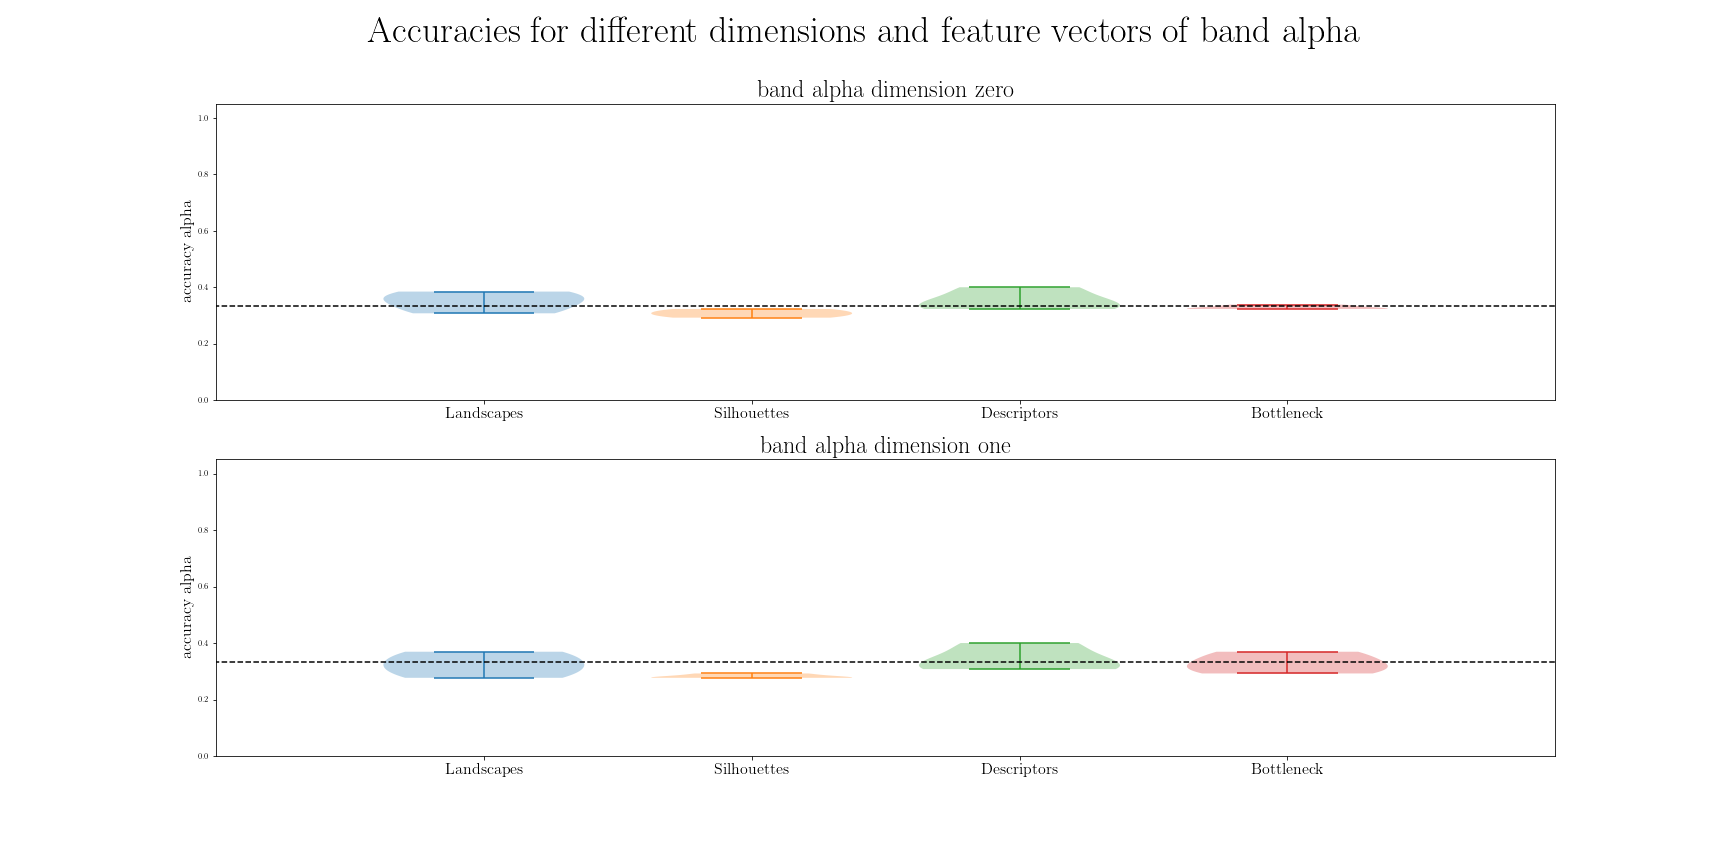 Accuracies for different dimensions and feature vectors of band alpha
band alpha dimension zero
accuracy alpha
1.0
0.8
0.6
0.4
0.2
0.0
Landscapes Silhouettes Descriptors Bottleneck
band alpha dimension one
accuracy alpha
1.0
0.8
0.6
0.4
0.2
0.0
Landscapes Silhouettes Descriptors Bottleneck